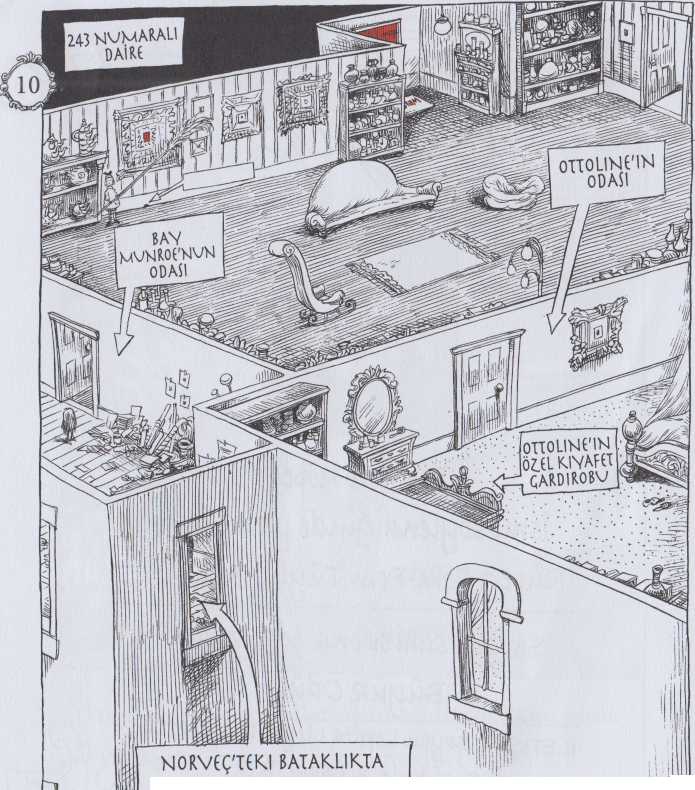 243 NUMARALI
DAİRE
10
OTTOLINE'IN
ODASI
BAY
MUNROE'NUN
ODASI
OTTOLINE'IN
ÖZEL KIYAFET
GARDIROBU
NORVEÇ'TEKI BATAKLIKTA